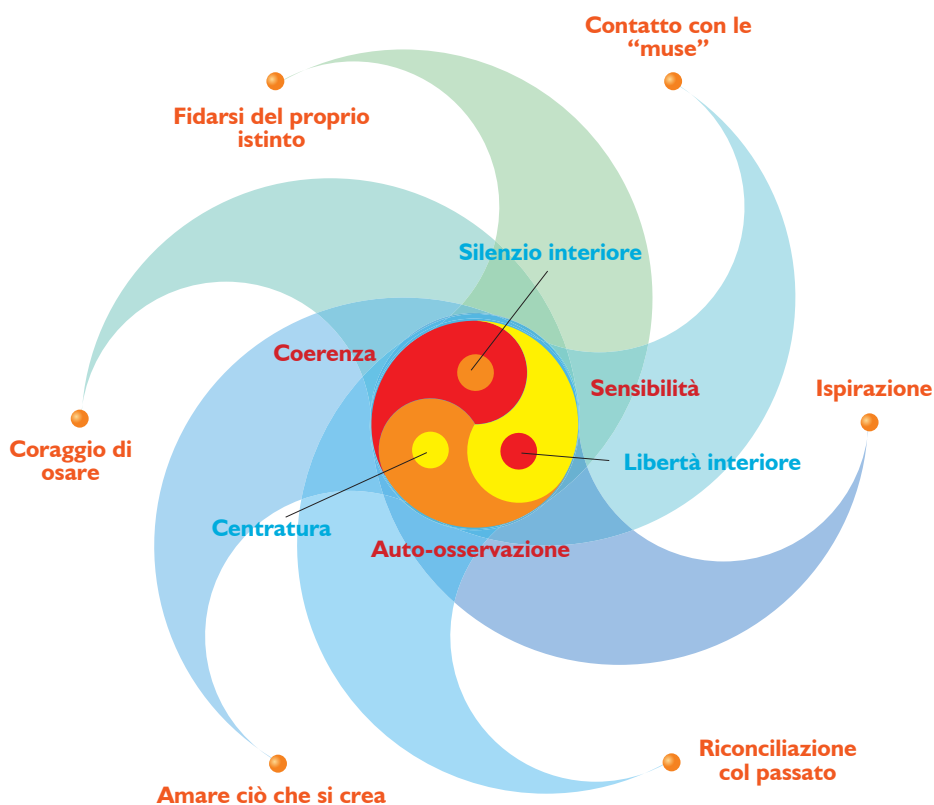 Contatto con le
“muse”
Fidarsi del proprio
istinto
Silenzio interiore
Coerenza
Sensibilità
Ispirazione
Coraggio di
osare
Libertà interiore
Centratura
Auto-osservazione
Riconciliazione
col passato
Amare ciò che si crea